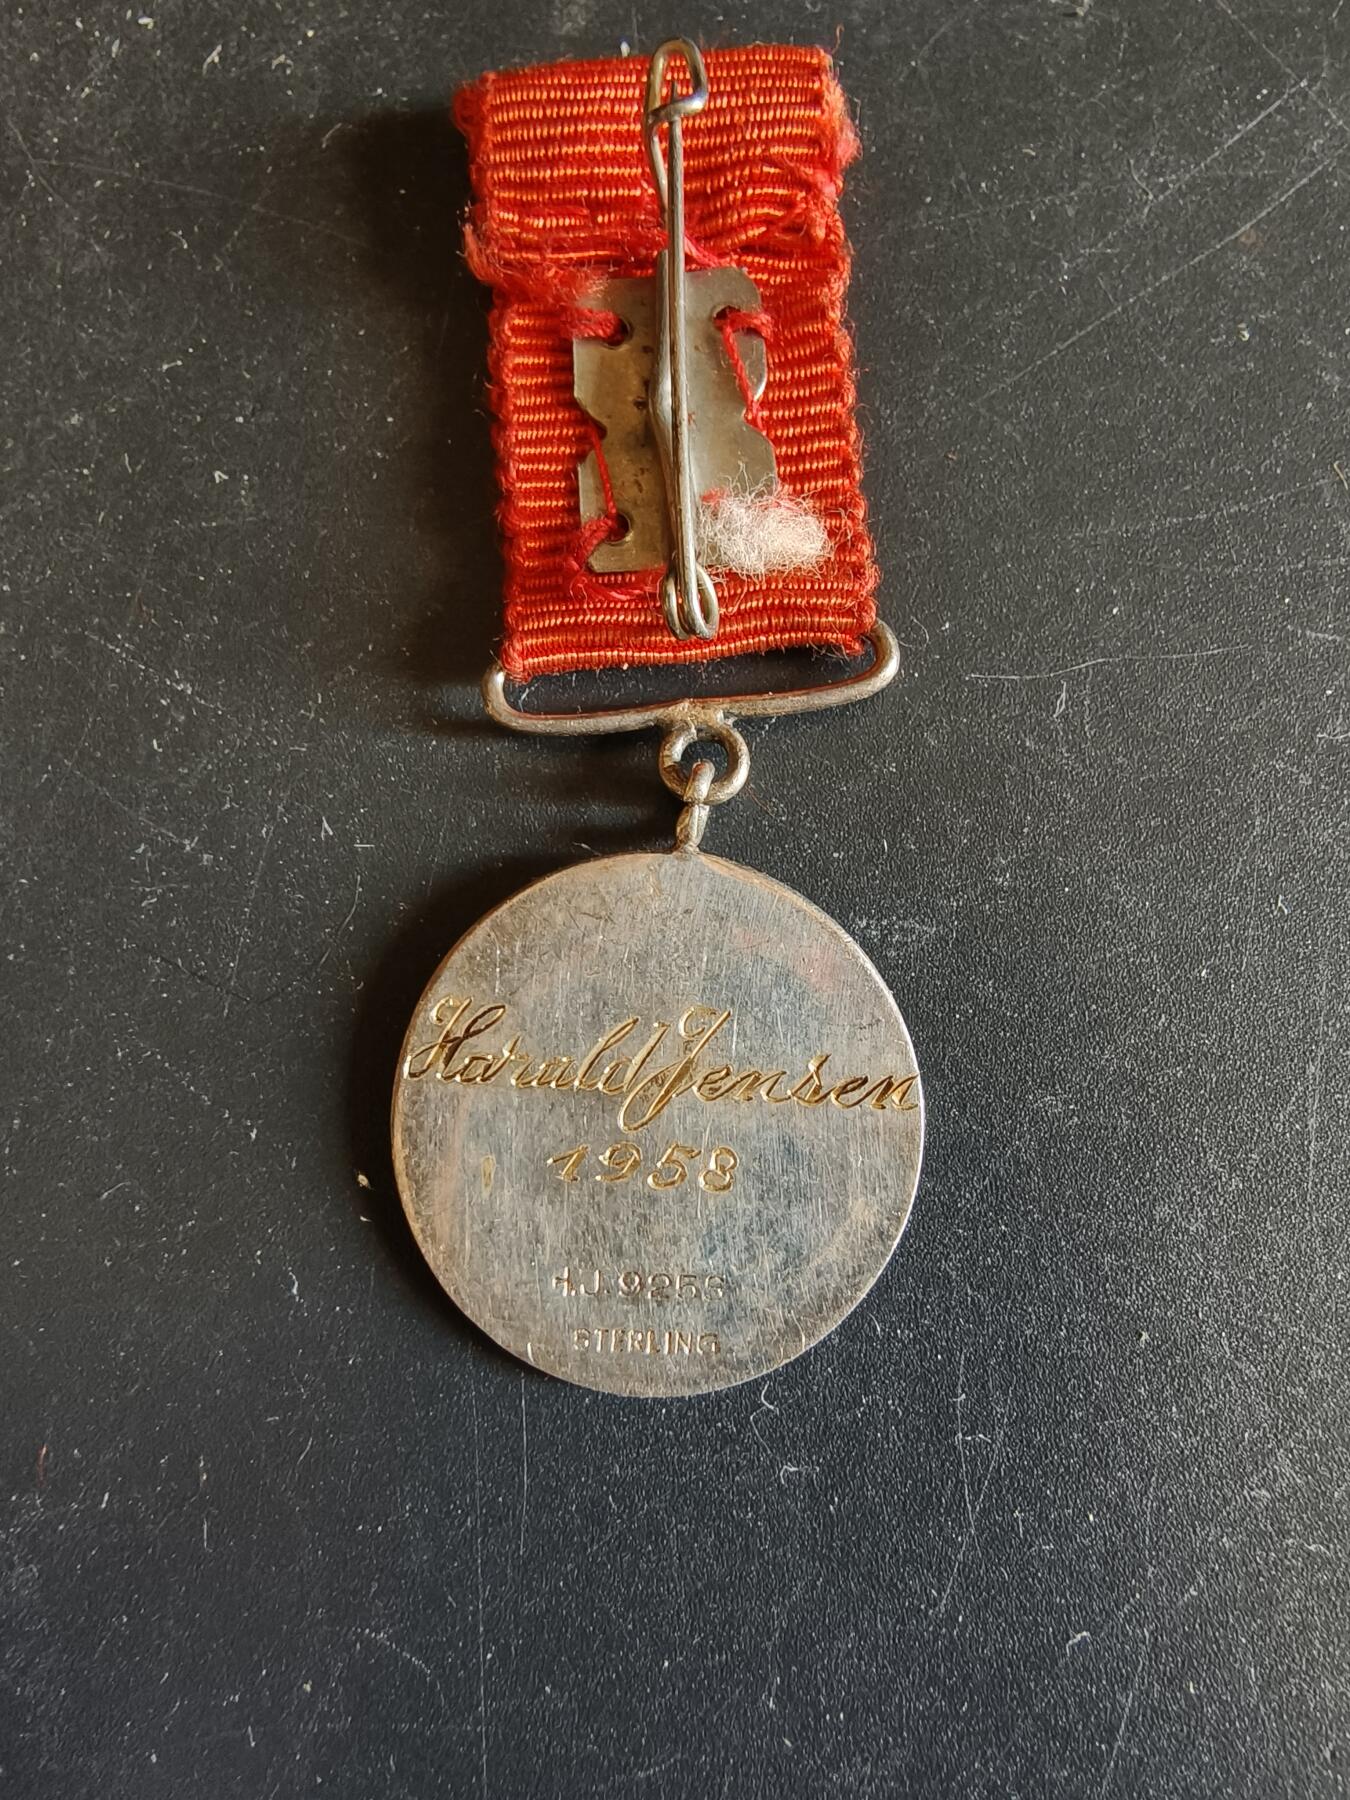 Harald Jensen
1958
A.J. 925S
STERLING